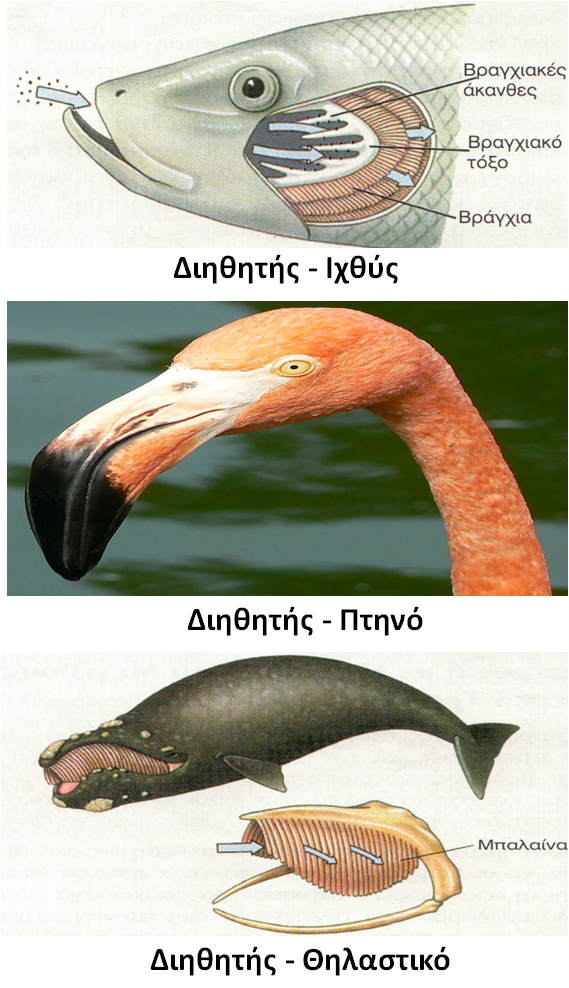 Βραγχιακές
άκανθες
Βραγχιακό
τόξο
Βράγχια
Διηθητής - Ιχθύς
Διηθητής - Πτηνό
Μπαλαίνα
Διηθητής - Θηλαστικό